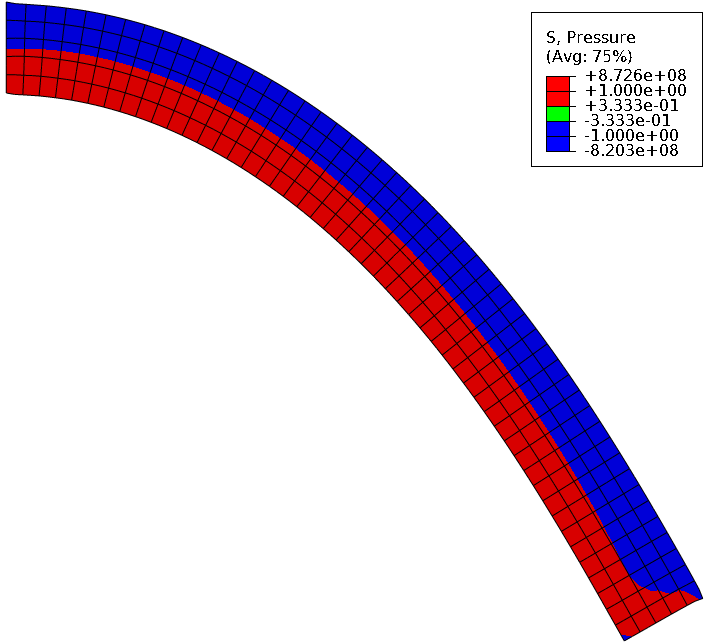 S, Pressure
(Avg: 75%)
+8.726e+08
+1.000e+00
+3.333e-01
-3.333e-01
-1.000e+00
-8.203e+08